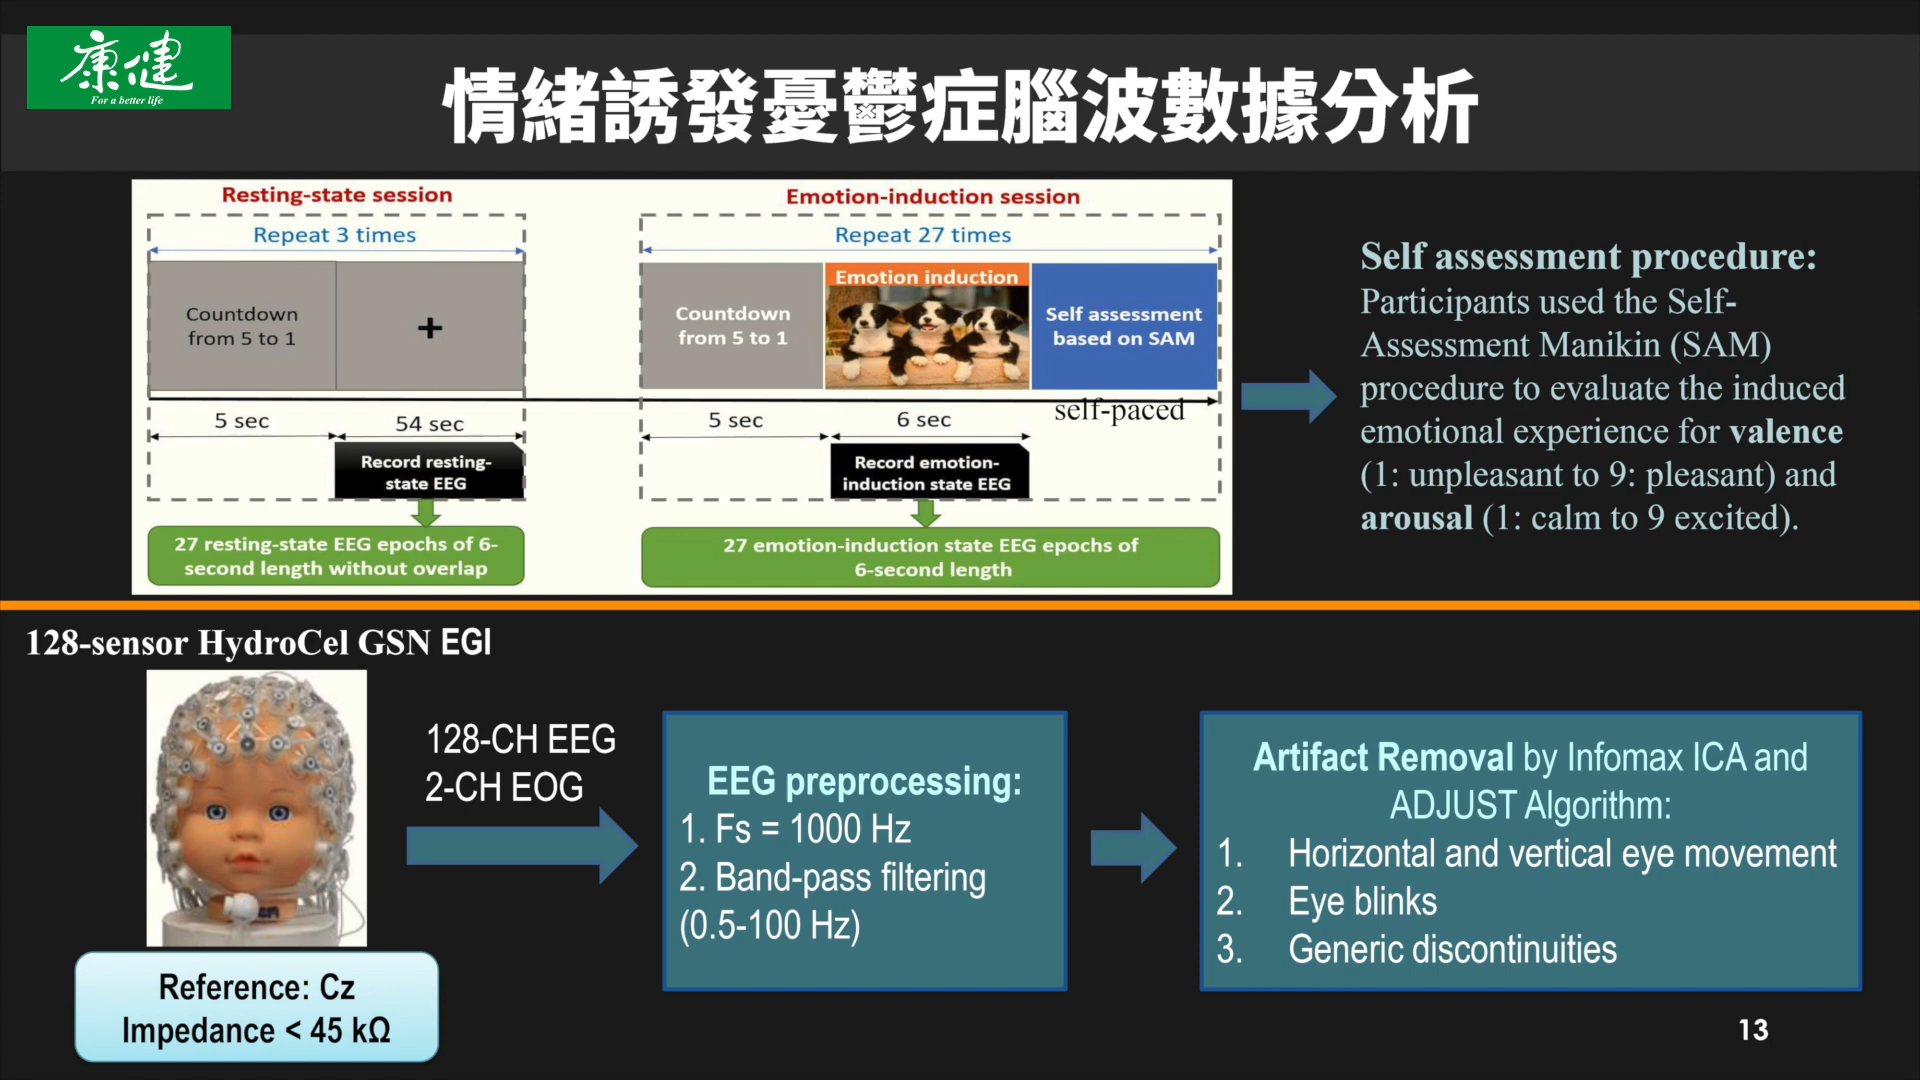 康健
For a better life
情緒誘發憂鬱症腦波數據分析
Resting-state session
Repeat 3 times
Countdown
from 5 to 1
+
5 sec
54 sec
Record resting-
state EEG
27 resting-state EEG epochs of 6-
second length without overlap
Emotion-induction session
Repeat 27 times
Countdown
from 5 to 1
Emotion induction
Self assessment
based on SAM
5 sec
6 sec
self-paced
Record emotion-
induction state EEG
27 emotion-induction state EEG epochs of
6-second length
Self assessment procedure:
Participants used the Self-
Assessment Manikin (SAM)
procedure to evaluate the induced
emotional experience for valence
(1: unpleasant to 9: pleasant) and
arousal (1: calm to 9 excited).
128-sensor HydroCel GSN EGI
Reference: Cz
Impedance < 45 kΩ
128-CH EEG
2-CH EOG
EEG preprocessing:
1. Fs = 1000 Hz
2. Band-pass filtering
(0.5-100 Hz)
Artifact Removal by Infomax ICA and
ADJUST Algorithm:
1. Horizontal and vertical eye movement
2. Eye blinks
3. Generic discontinuities
13